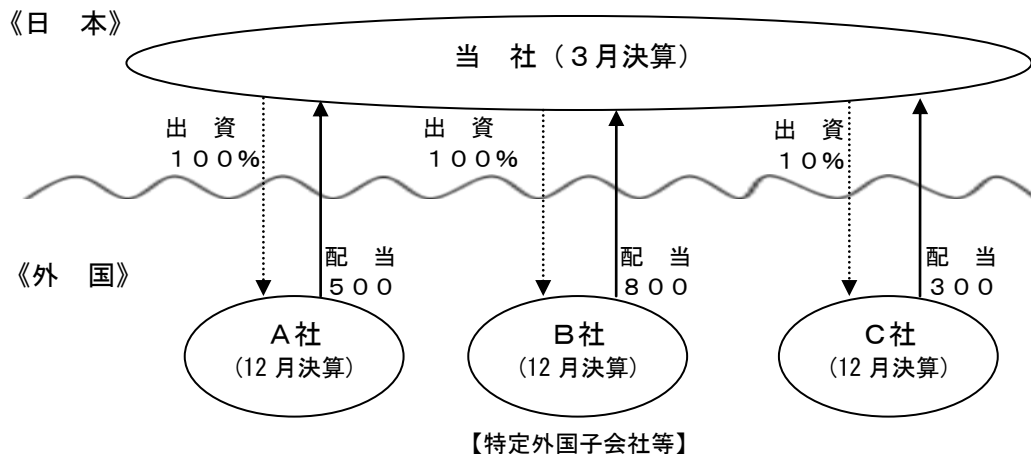 《日　本》
当　社（３月決算）
出　資
１００%
出　資
１００%
出　資
１０%
《外　国》
配　当
５００
配　当
８００
配　当
３００
Ａ社
(12 月決算)
Ｂ社
(12 月決算)
Ｃ社
(12 月決算)
【特定外国子会社等】